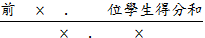 前 × . 位學生得分和
× . ×